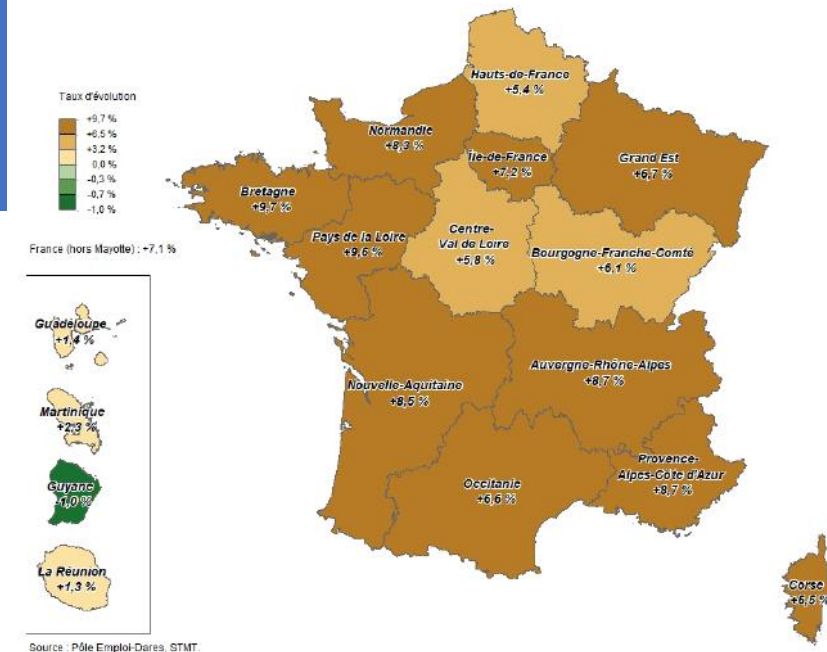 Taux d'évolution
+9,7 %
+6,5 %
+3,2 %
0,0 %
-0,3 %
-0,7 %
-1,0 %
France (hors Mayotte) : +7,1 %
Hauts-de-France
+5,4 %
Normandie
+8,3 %
Île-de-France
+7,2 %
Grand Est
+6,7 %
Bretagne
+9,7 %
Pays de la Loire
+9,6 %
Centre-
Val de Loire
+5,8 %
Bourgogne-Franche-Comté
+6,1 %
Nouvelle-Aquitaine
+8,5 %
Auvergne-Rhône-Alpes
+8,7 %
Occitanie
+6,6 %
Provence-
Alpes-Côte d'Azur
+8,7 %
Corse
+6,5 %
Guadeloupe
+1,4 %
Martinique
+2,3 %
Guyane
-1,0 %
La Réunion
+1,3 %
Source : Pôle Emploi-Dares, STMT.